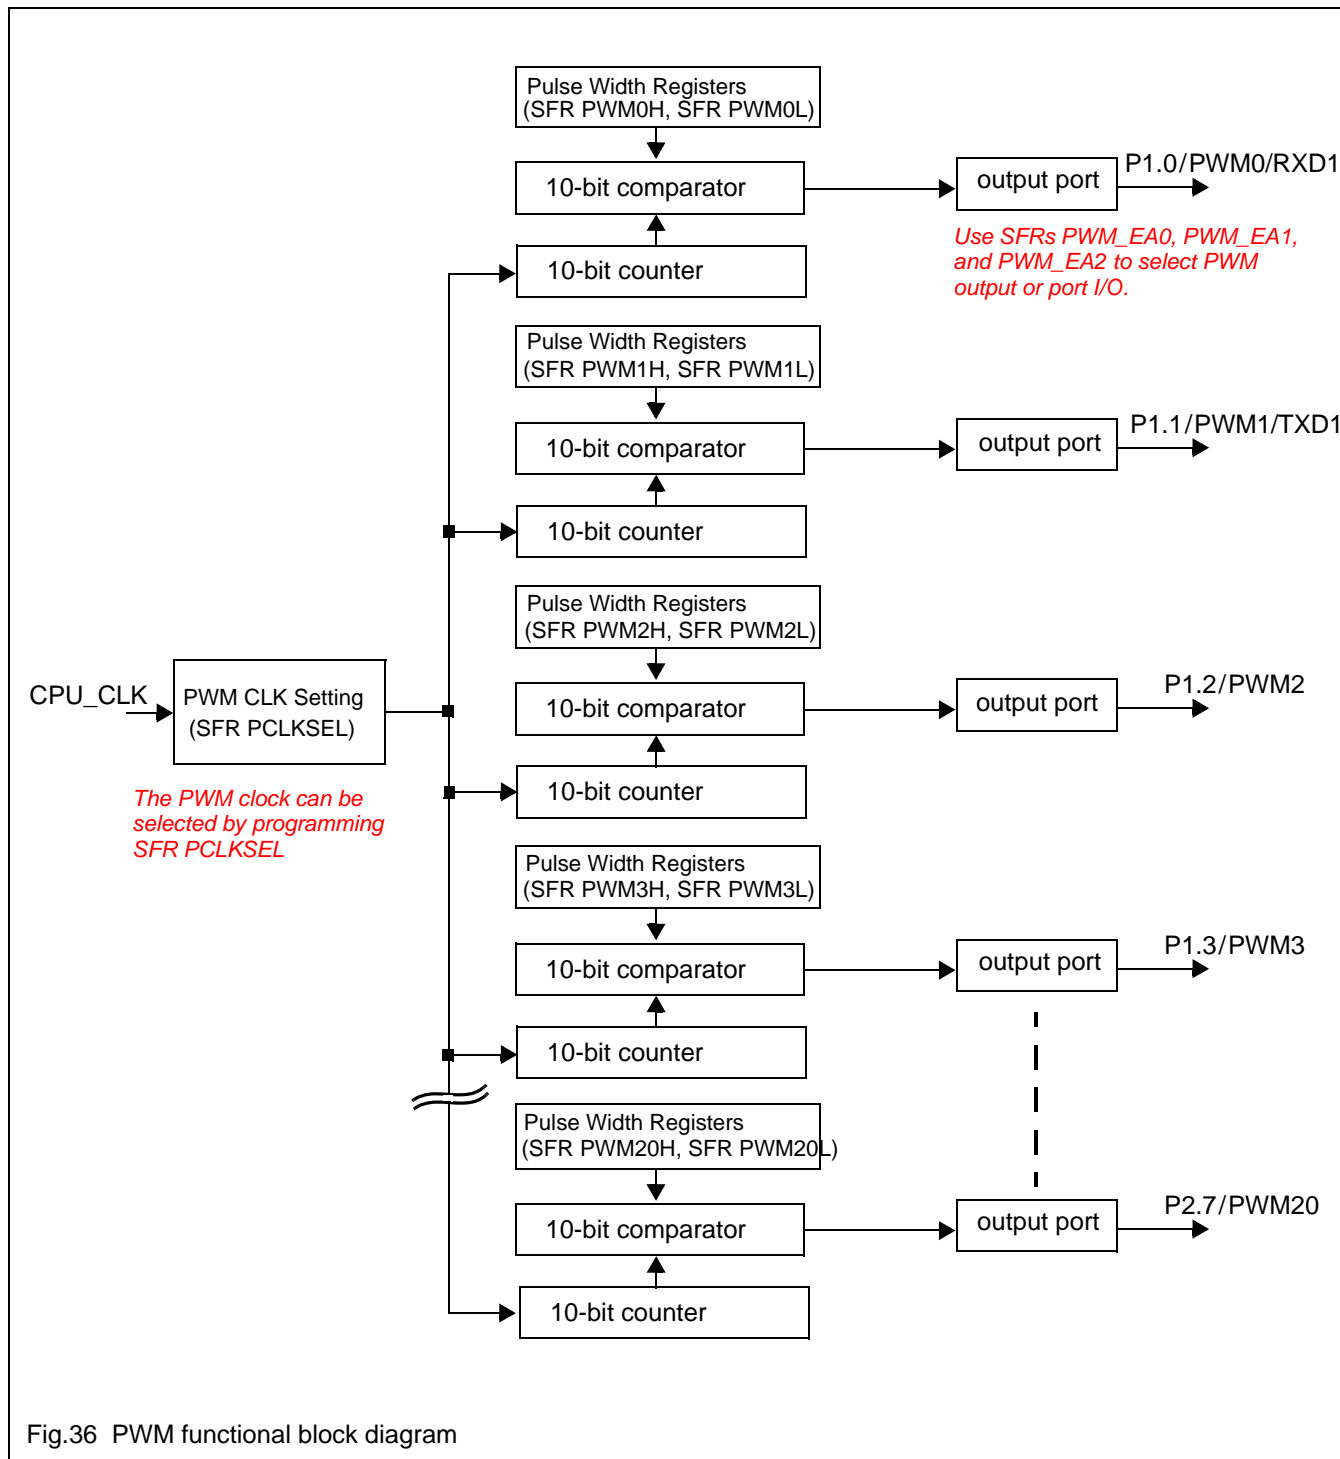 Pulse Width Registers
(SFR PWM0H, SFR PWM0L)
10-bit comparator
output port
P1.0/PWM0/RXD1
10-bit counter
Use SFRs PWM_EA0, PWM_EA1,
and PWM_EA2 to select PWM
output or port I/O.
Pulse Width Registers
(SFR PWM1H, SFR PWM1L)
10-bit comparator
output port
P1.1/PWM1/TXD1
10-bit counter
Pulse Width Registers
(SFR PWM2H, SFR PWM2L)
CPU_CLK
PWM CLK Setting
(SFR PCLKSEL)
10-bit comparator
output port
P1.2/PWM2
10-bit counter
The PWM clock can be
selected by programming
SFR PCLKSEL
Pulse Width Registers
(SFR PWM3H, SFR PWM3L)
10-bit comparator
output port
P1.3/PWM3
10-bit counter
Pulse Width Registers
(SFR PWM20H, SFR PWM20L)
10-bit comparator
output port
P2.7/PWM20
10-bit counter
Fig.36 PWM functional block diagram